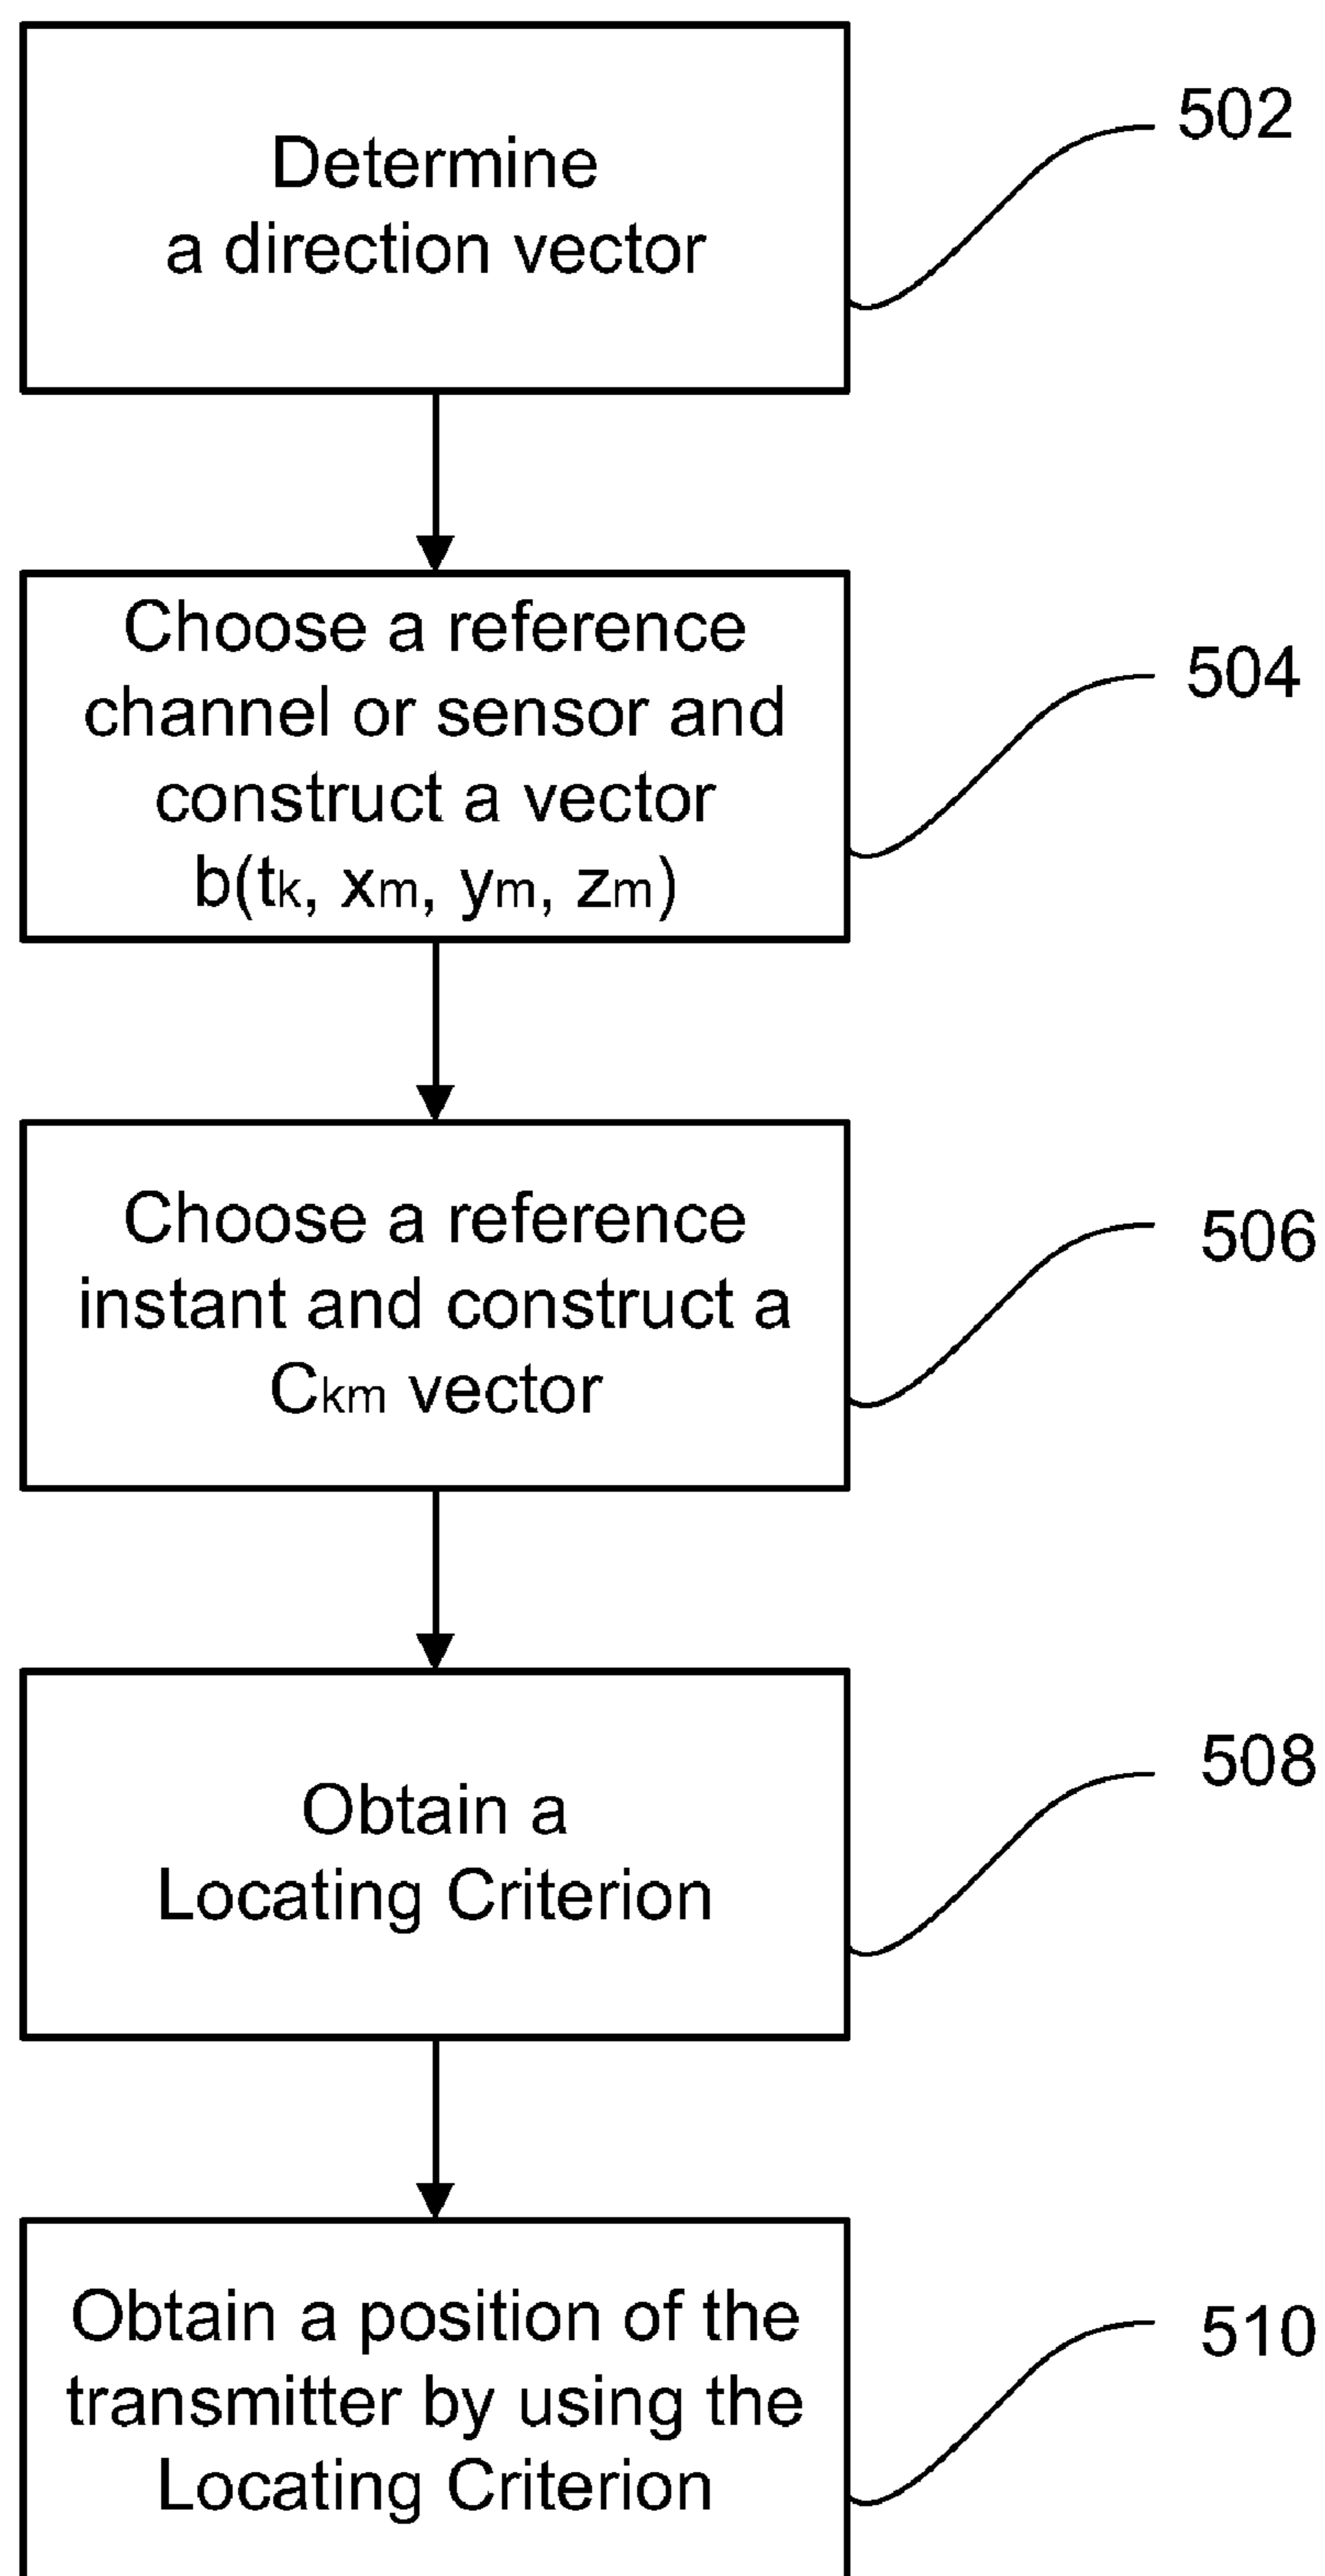 Determine
a direction vector
502
Choose a reference
channel or sensor and
construct a vector
b(tk, xm, ym, zm)
504
Choose a reference
instant and construct a
Ckm vector
506
Obtain a
Locating Criterion
508
Obtain a position of the
transmitter by using the
Locating Criterion
510